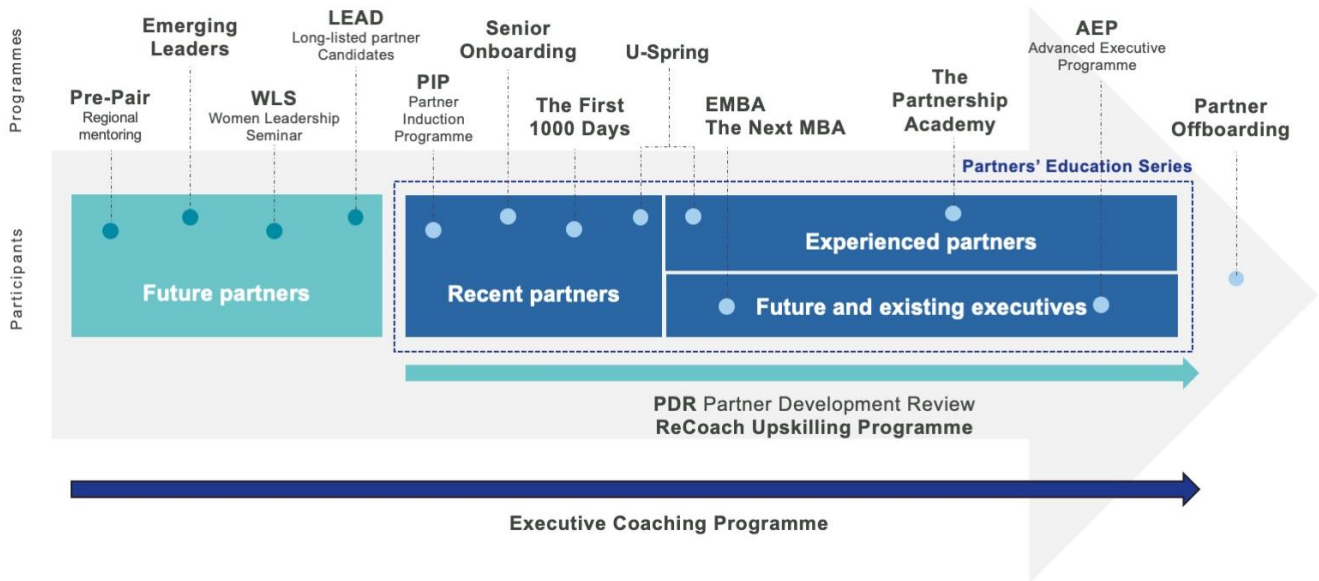 Programmes
Pre-Pair
Regional
mentoring
Emerging
Leaders
WLS
Women Leadership
Seminar
LEAD
Long-listed partner
Candidates
PIP
Partner
Induction
Programme
Senior
Onboarding
The First
1000 Days
U-Spring
EMBA
The Next MBA
The
Partnership
Academy
AEP
Advanced Executive
Programme
Partner
Offboarding
Partners’ Education Series
Participants
Future partners
Recent partners
Experienced partners
Future and existing executives
PDR Partner Development Review
ReCoach Upskilling Programme
Executive Coaching Programme